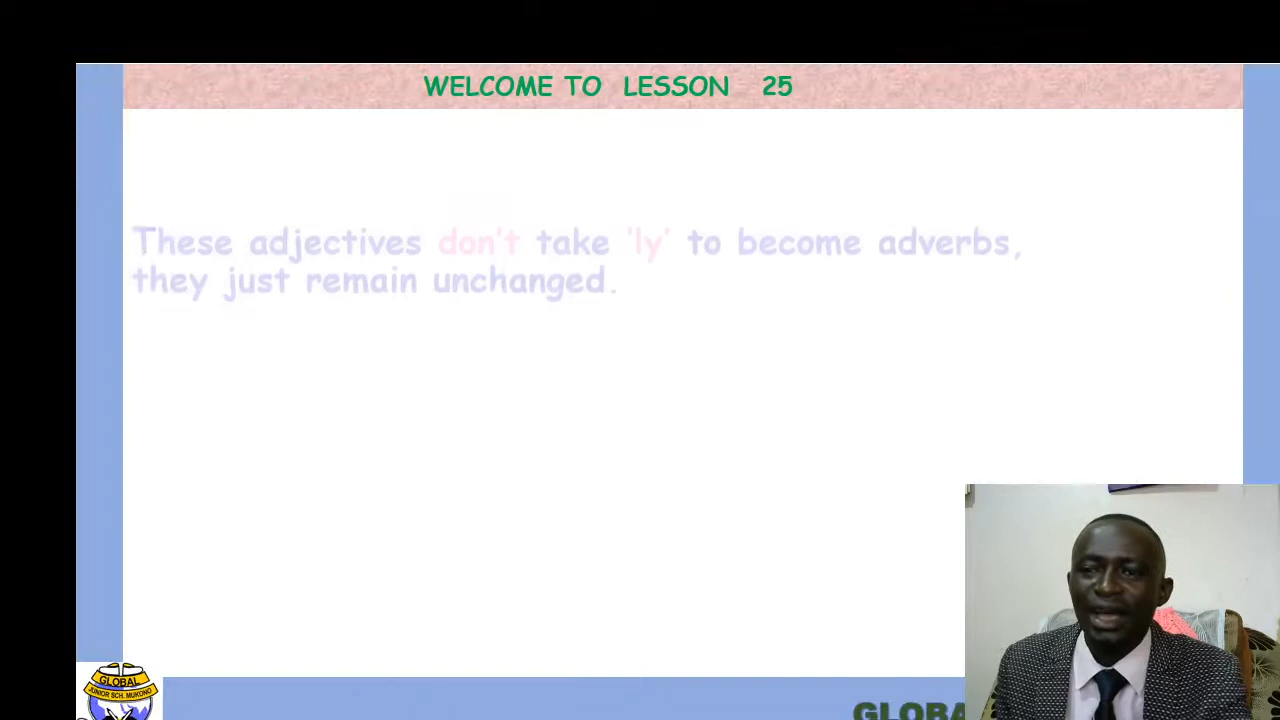 WELCOME TO LESSON 25
These adjectives don't take 'ly' to become adverbs,
they just remain unchanged.
GLOBAL
JUNIOR SCH. MUKONO